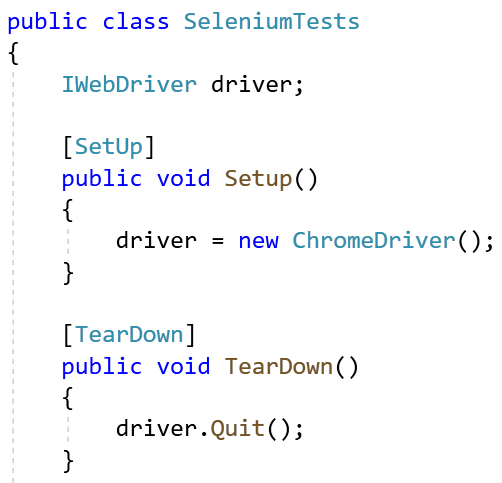 public class SeleniumTests
{
    IWebDriver driver;

    [SetUp]
    public void Setup()
    {
        driver = new ChromeDriver();
    }

    [TearDown]
    public void TearDown()
    {
        driver.Quit();
    }